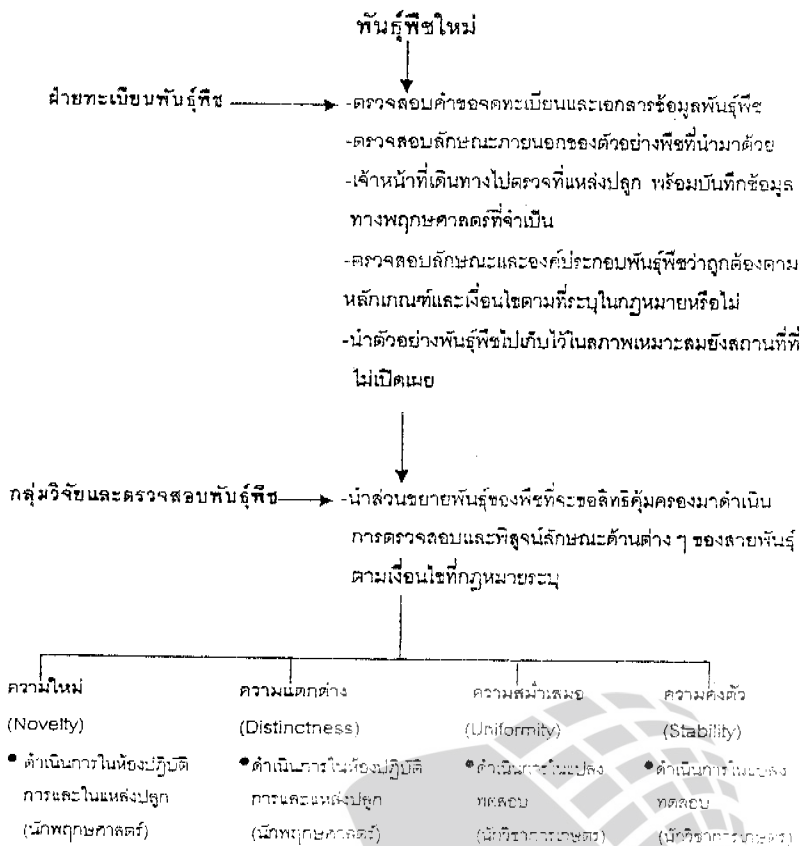 พันธุ์พืชใหม่
ฝ่ายทะเบียนพันธุ์พืช
-ตรวจสอบคำขอจดทะเบียนและเอกสารข้อมูลพันธุ์พืช
-ตรวจสอบลักษณะภายนอกของตัวอย่างพืชที่นำมาด้วย
-เจ้าหน้าที่เดินทางไปตรวจที่แหล่งปลูก พร้อมบันทึกข้อมูล
ทางพฤกษศาสตร์ที่จำเป็น
-ตรวจสอบลักษณะและองค์ประกอบพันธุ์พืชว่าถูกต้องตาม
หลักเกณฑ์และเงื่อนไขตามที่ระบุในกฎหมายหรือไม่
-นำตัวอย่างพันธุ์พืชไปเก็บไว้ในสภาพเหมาะสมยังสถานที่ที่
ไม่เปิดเผย
กลุ่มวิจัยและตรวจสอบพันธุ์พืช
-นำส่วนขยายพันธุ์ของพืชที่จะขอสิทธิคุ้มครองมาดำเนิน
การตรวจสอบและพิสูจน์ลักษณะด้านต่าง ๆ ของสายพันธุ์
ตามเงื่อนไขที่กฎหมายระบุ
ความใหม่
(Novelty)
• ดำเนินการในห้องปฏิบัติ
การและในแหล่งปลูก
(นักพฤกษศาสตร์)
ความแตกต่าง
(Distinctness)
• ดำเนินการในห้องปฏิบัติ
การและแหล่งปลูก
(นักพฤกษศาสตร์)
ความสม่ำเสมอ
(Uniformity)
• ดำเนินการในแปลง
ทดสอบ
(นักวิชาการเกษตร)
ความคงตัว
(Stability)
• ดำเนินการในแปลง
ทดสอบ
(นักวิชาการเกษตร)